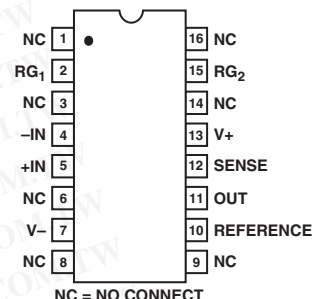 NC 1 16 NC
RG1 2 15 RG2
NC 3 14 NC
–IN 4 13 V+
+IN 5 12 SENSE
NC 6 11 OUT
V– 7 10 REFERENCE
NC 8 9 NC
NC = NO CONNECT